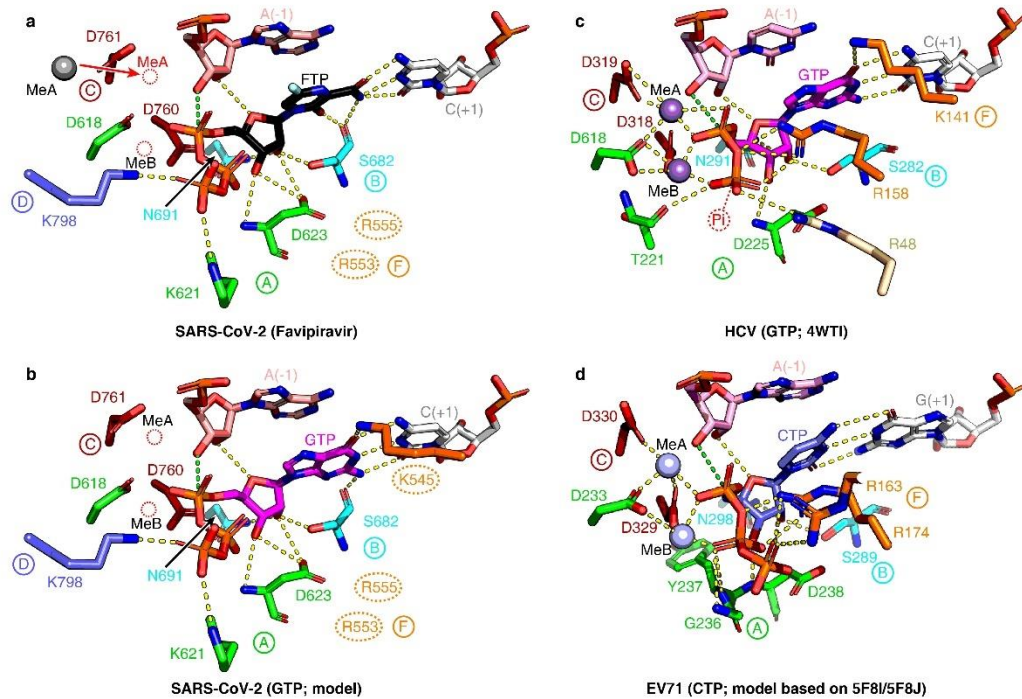 a
D761
MeA
MeA
C
A(-1)
FTP
C(+1)
D618
D760
MeB
S682
B
D
K798
N691
D623
R555
R553
F
A
K621
SARS-CoV-2 (Favipiravir)
c
A(-1)
C(+1)
D319
MeA
GTP
C
K141
F
D618
D318
N291
S282
B
MeB
R158
Pi
T221
D225
R48
A
HCV (GTP; 4WTI)
b
D761
A(-1)
C(+1)
MeA
C
GTP
D618
D760
K545
MeB
S682
B
D
K798
N691
D623
R555
R553
F
A
K621
SARS-CoV-2
(GTP; model)
d
A(-1)
G(+1)
D330
MeA
CTP
C
D233
R163
F
D329
N298
R174
MeB
S289
B
Y237
D238
G236
A
EV71 (CTP; model based on 5F8I/5F8J)